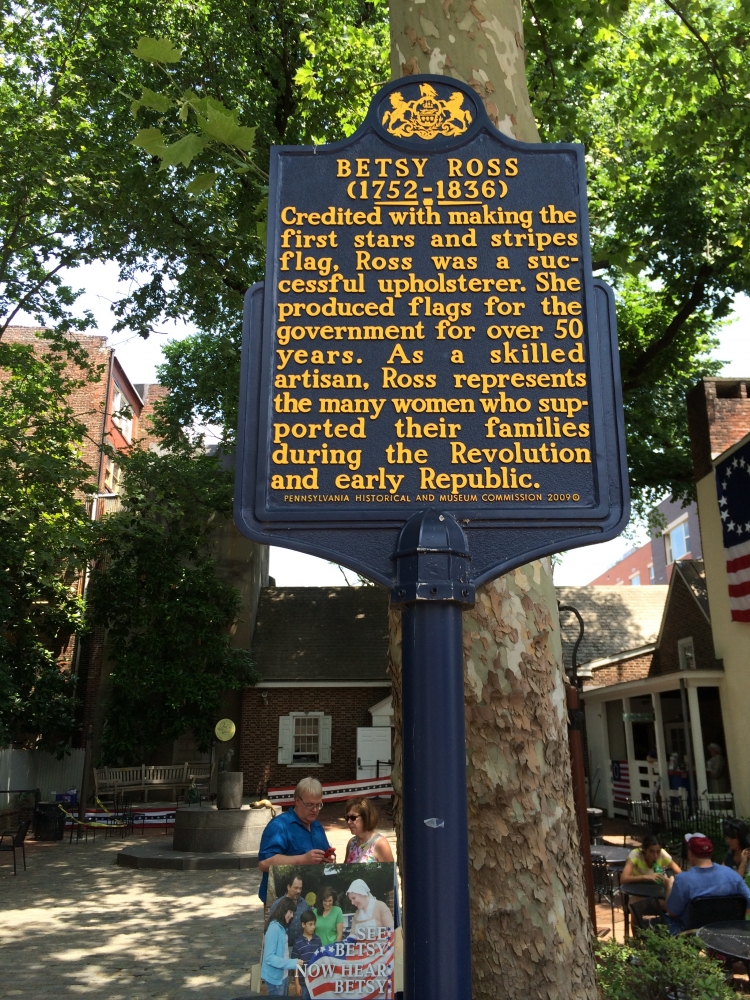 BETSY ROSS
(1752-1836)
Credited with making the
first stars and stripes
flag, Ross was a suc-
cessful upholsterer. She
produced flags for the
government for over 50
years. As a skilled
artisan, Ross represents
the many women who sup-
ported their families
during the Revolution
and early Republic.
PENNSYLVANIA HISTORICAL AND MUSEUM COMMISSION 2009
SEE
BETSY
NOW HEAR
BETSY